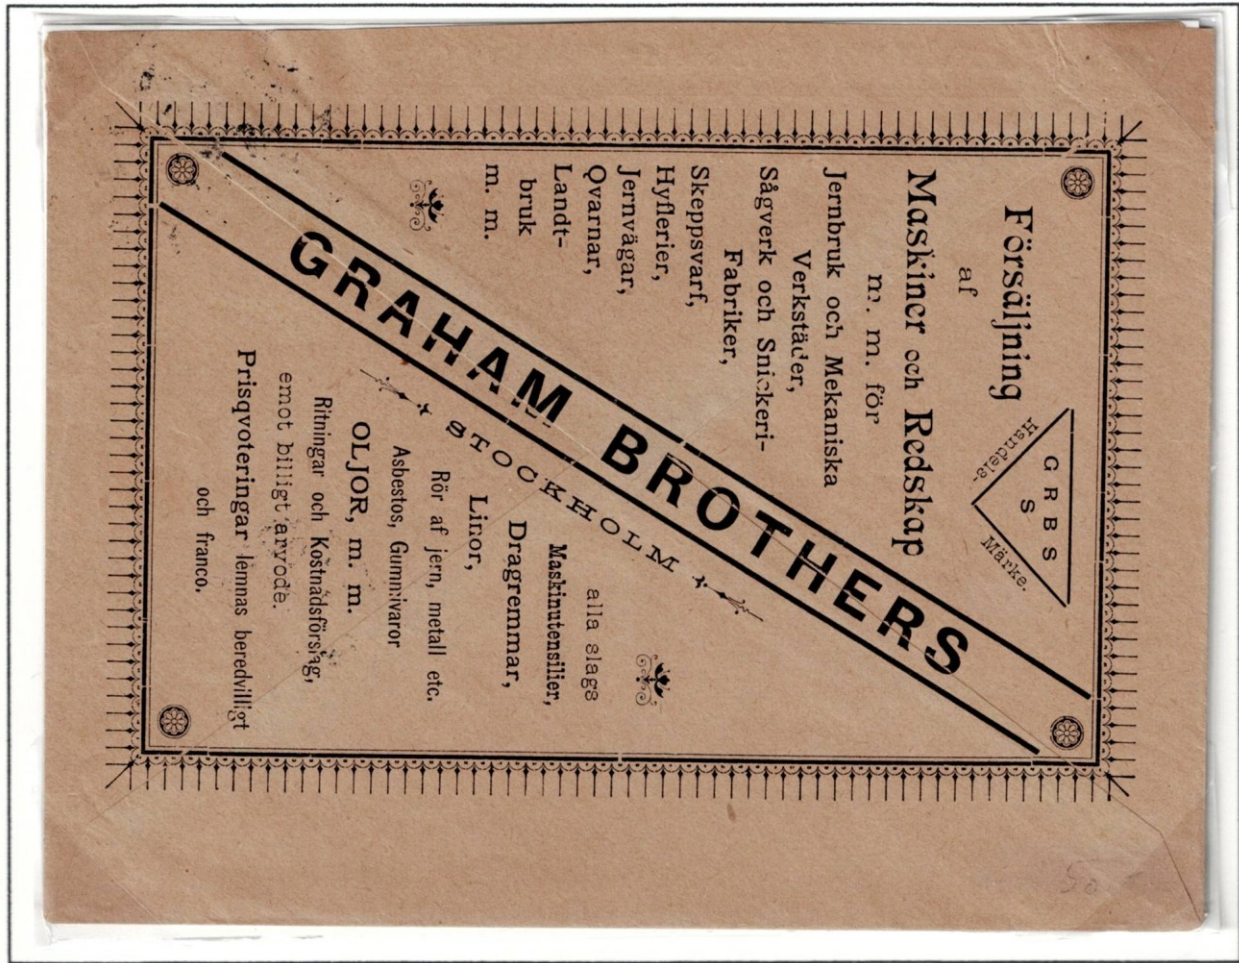 Försäljning
af
Maskiner och Redskap
m. m. för
Jernbruk och Mekaniska
Verkstäder,
Sågverk och Snickeri-
Fabriker,
Skeppsvarf,
Hyflerier,
Jernvägar,
Qvarnar,
Landt-
bruk
m. m.
G R B S
S
Handels-
Märke.
GRAHAM BROTHERS
STOCKHOLM
alla slags
Maskinutensilier,
Dragremmar,
Linor,
Rör af jern, metall etc.
Asbestos, Gummivaror
OLJOR, m. m.
Ritningar och Kostnadsförslag,
emot billigt arvode.
Prisqvoteringar lemnas beredvilligt
och franco.